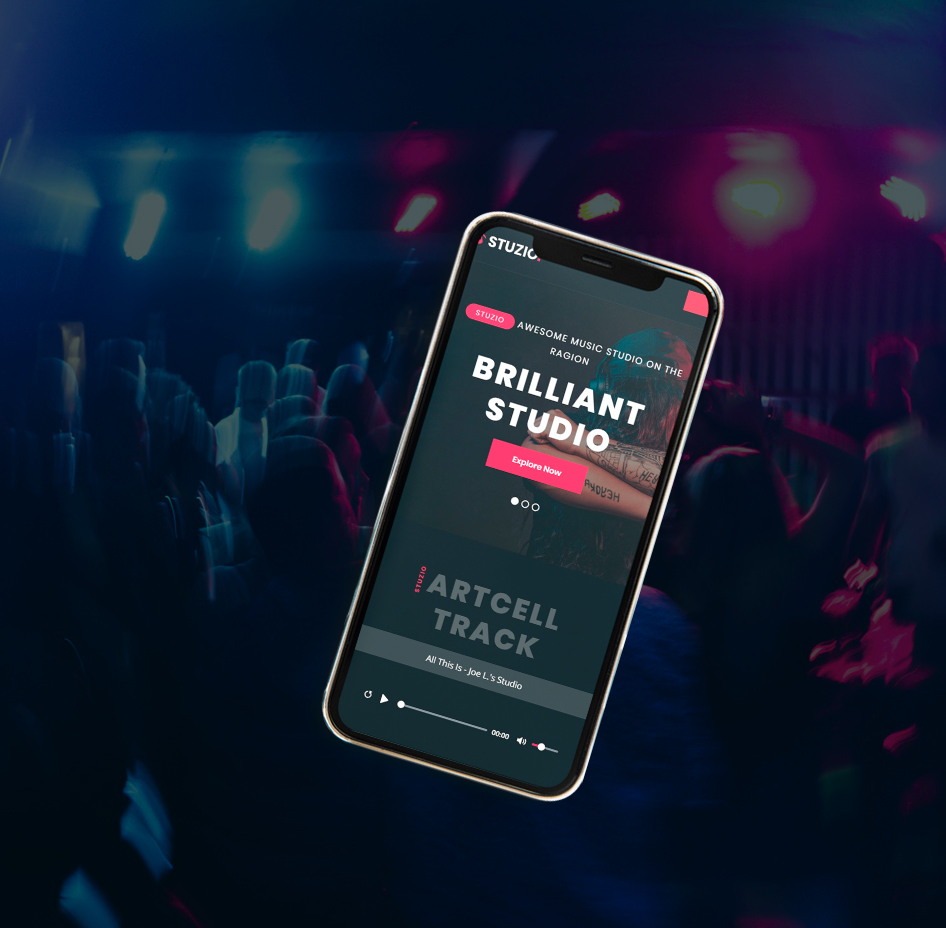 STUZIO.
STUZIO AWESOME MUSIC STUDIO ON THE
RAGION
BRILLIANT
STUDIO
Explore Now
STUZIO
ARTCELL
TRACK
All This Is - Joe L.'s Studio
00:00